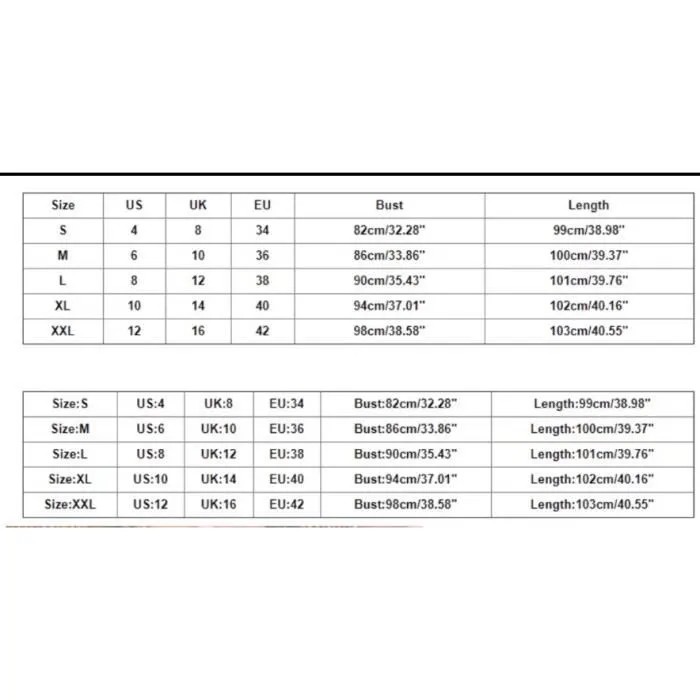 Size US UK EU Bust Length
S 4 8 34 82cm/32.28" 99cm/38.98"
M 6 10 36 86cm/33.86" 100cm/39.37"
L 8 12 38 90cm/35.43" 101cm/39.76"
XL 10 14 40 94cm/37.01" 102cm/40.16"
XXL 12 16 42 98cm/38.58" 103cm/40.55"
Size:S US:4 UK:8 EU:34 Bust:82cm/32.28" Length:99cm/38.98"
Size:M US:6 UK:10 EU:36 Bust:86cm/33.86" Length:100cm/39.37"
Size:L US:8 UK:12 EU:38 Bust:90cm/35.43" Length:101cm/39.76"
Size:XL US:10 UK:14 EU:40 Bust:94cm/37.01" Length:102cm/40.16"
Size:XXL US:12 UK:16 EU:42 Bust:98cm/38.58" Length:103cm/40.55"